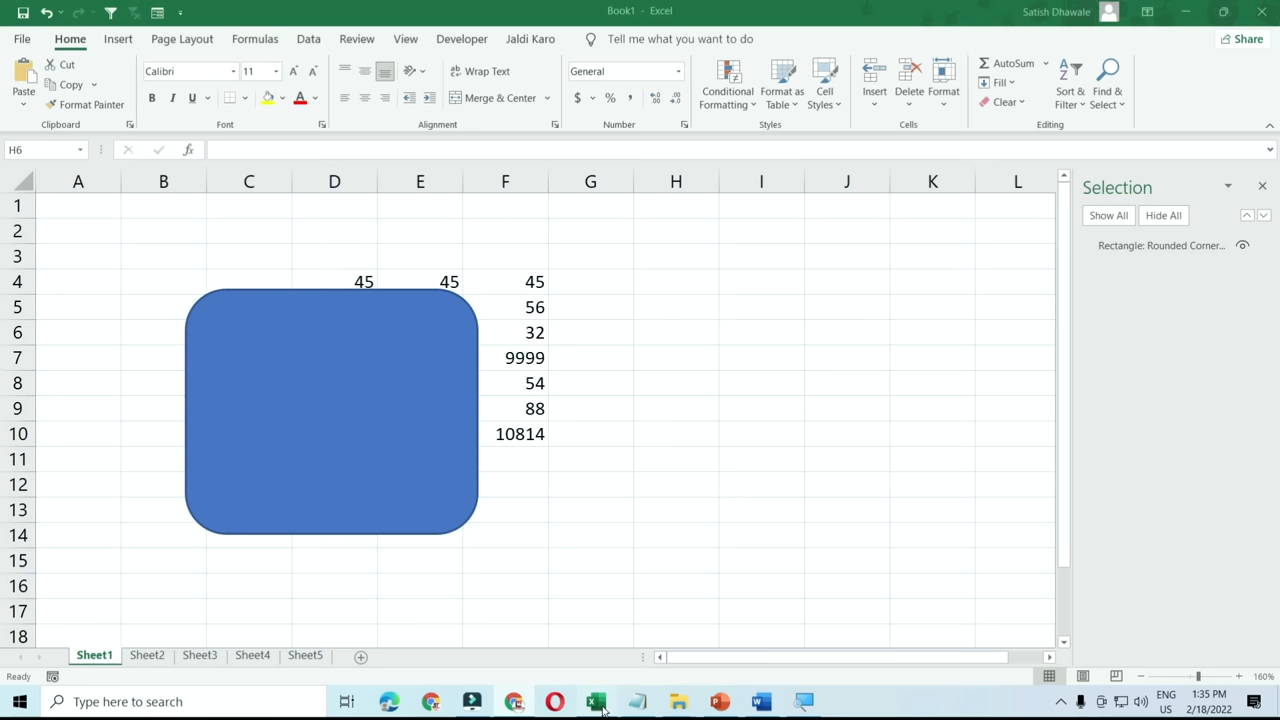 Book1 - Excel
Satish Dhawale
File Home Insert Page Layout Formulas Data Review View Developer Jaldi Karo Tell me what you want to do Share
Paste
Cut
Copy
Format Painter
Clipboard
Calibri 11
B I U A
Font
Wrap Text
Merge & Center
Alignment
General
$ % ,
Number
Conditional Formatting
Format as Table
Cell Styles
Styles
Insert
Delete
Format
Cells
AutoSum
Fill
Clear
Sort & Filter
Find & Select
Editing
H6 fx
A B C D E F G H I J K L
1
2
3
4 45 45 45
5 56
6 32
7 9999
8 54
9 88
10 10814
11
12
13
14
15
16
17
18
Selection
Show All Hide All
Rectangle: Rounded Corner...
Sheet1 Sheet2 Sheet3 Sheet4 Sheet5
Ready 160%
Type here to search
ENG
US
1:35 PM
2/18/2022